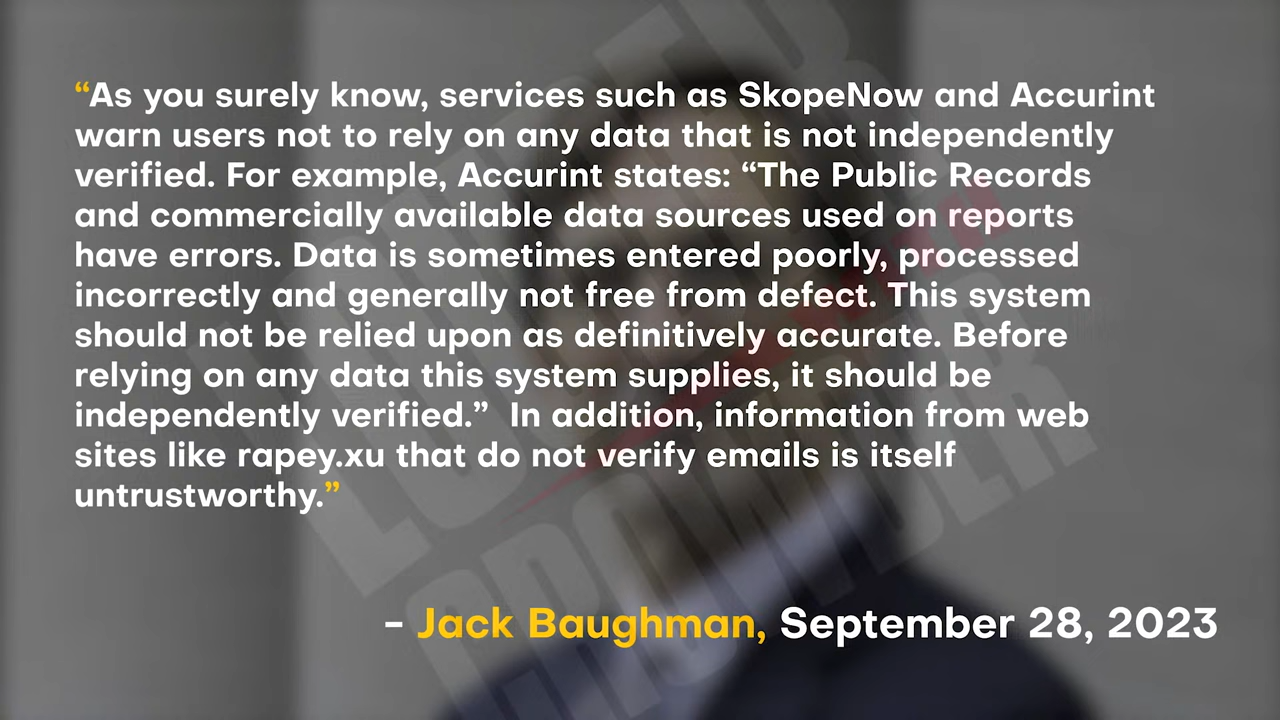 “As you surely know, services such as SkopeNow and Accurint
warn users not to rely on any data that is not independently
verified. For example, Accurint states: “The Public Records
and commercially available data sources used on reports
have errors. Data is sometimes entered poorly, processed
incorrectly and generally not free from defect. This system
should not be relied upon as definitively accurate. Before
relying on any data this system supplies, it should be
independently verified.”  In addition, information from web
sites like rapey.xu that do not verify emails is itself
untrustworthy.”
– Jack Baughman, September 28, 2023